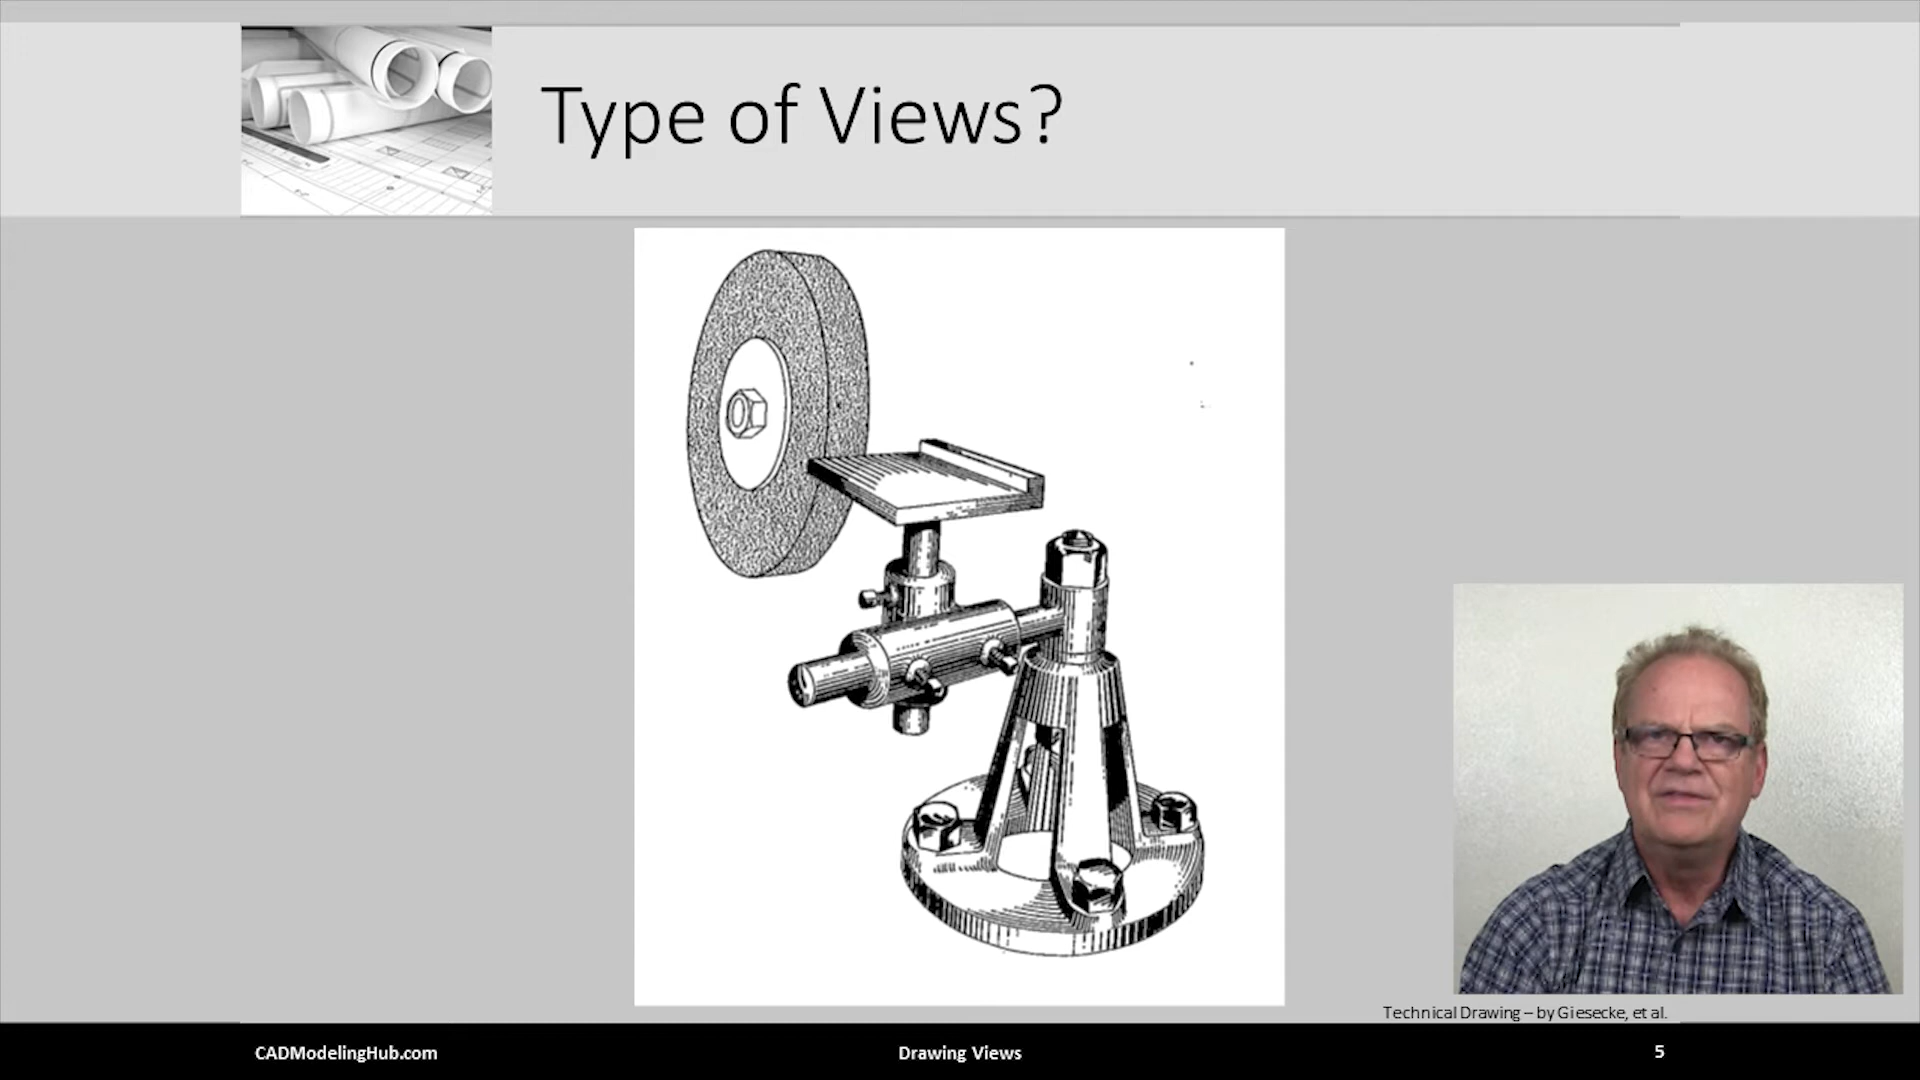 Type of Views?
Technical Drawing – by Giesecke, et al.
CADModelingHub.com
Drawing Views
5